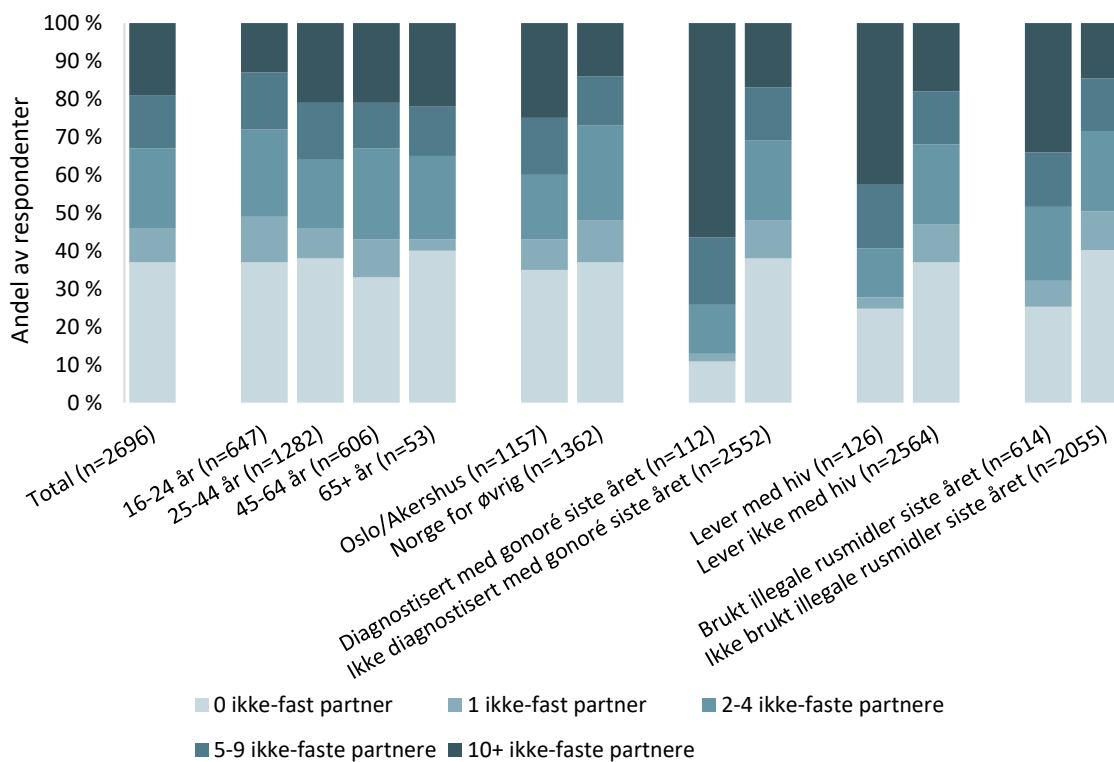 100 %
90 %
80 %
70 %
60 %
50 %
40 %
30 %
20 %
10 %
0 %
Andel av respondenter
Total (n=2696)
16-24 år (n=647)
25-44 år (n=1282)
45-64 år (n=606)
65+ år (n=53)
Oslo/Akershus (n=1157)
Norge for øvrig (n=1362)
Diagnostisert med gonoré siste året (n=112)
Ikke diagnostisert med gonoré siste året (n=2552)
Lever med hiv (n=126)
Lever ikke med hiv (n=2564)
Brukt illegale rusmidler siste året (n=614)
Ikke brukt illegale rusmidler siste året (n=2055)
0 ikke-fast partner
1 ikke-fast partner
2-4 ikke-faste partnere
5-9 ikke-faste partnere
10+ ikke-faste partnere